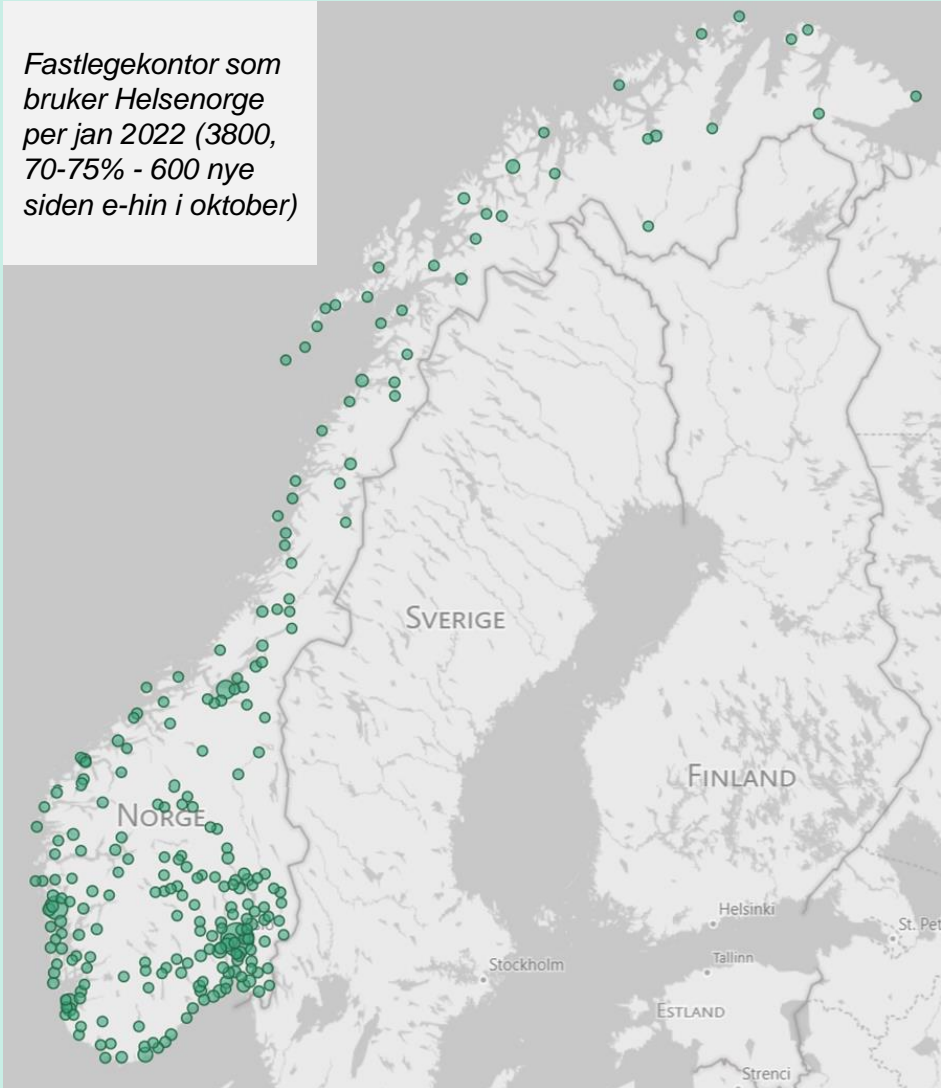 Fastlegekontor som
bruker Helsenorge
per jan 2022 (3800,
70-75% - 600 nye
siden e-hin i oktober)
SVERIGE
FINLAND
NORGE
Helsinki
St. Pet
Stockholm
Tallinn
ESTLAND
Strenci